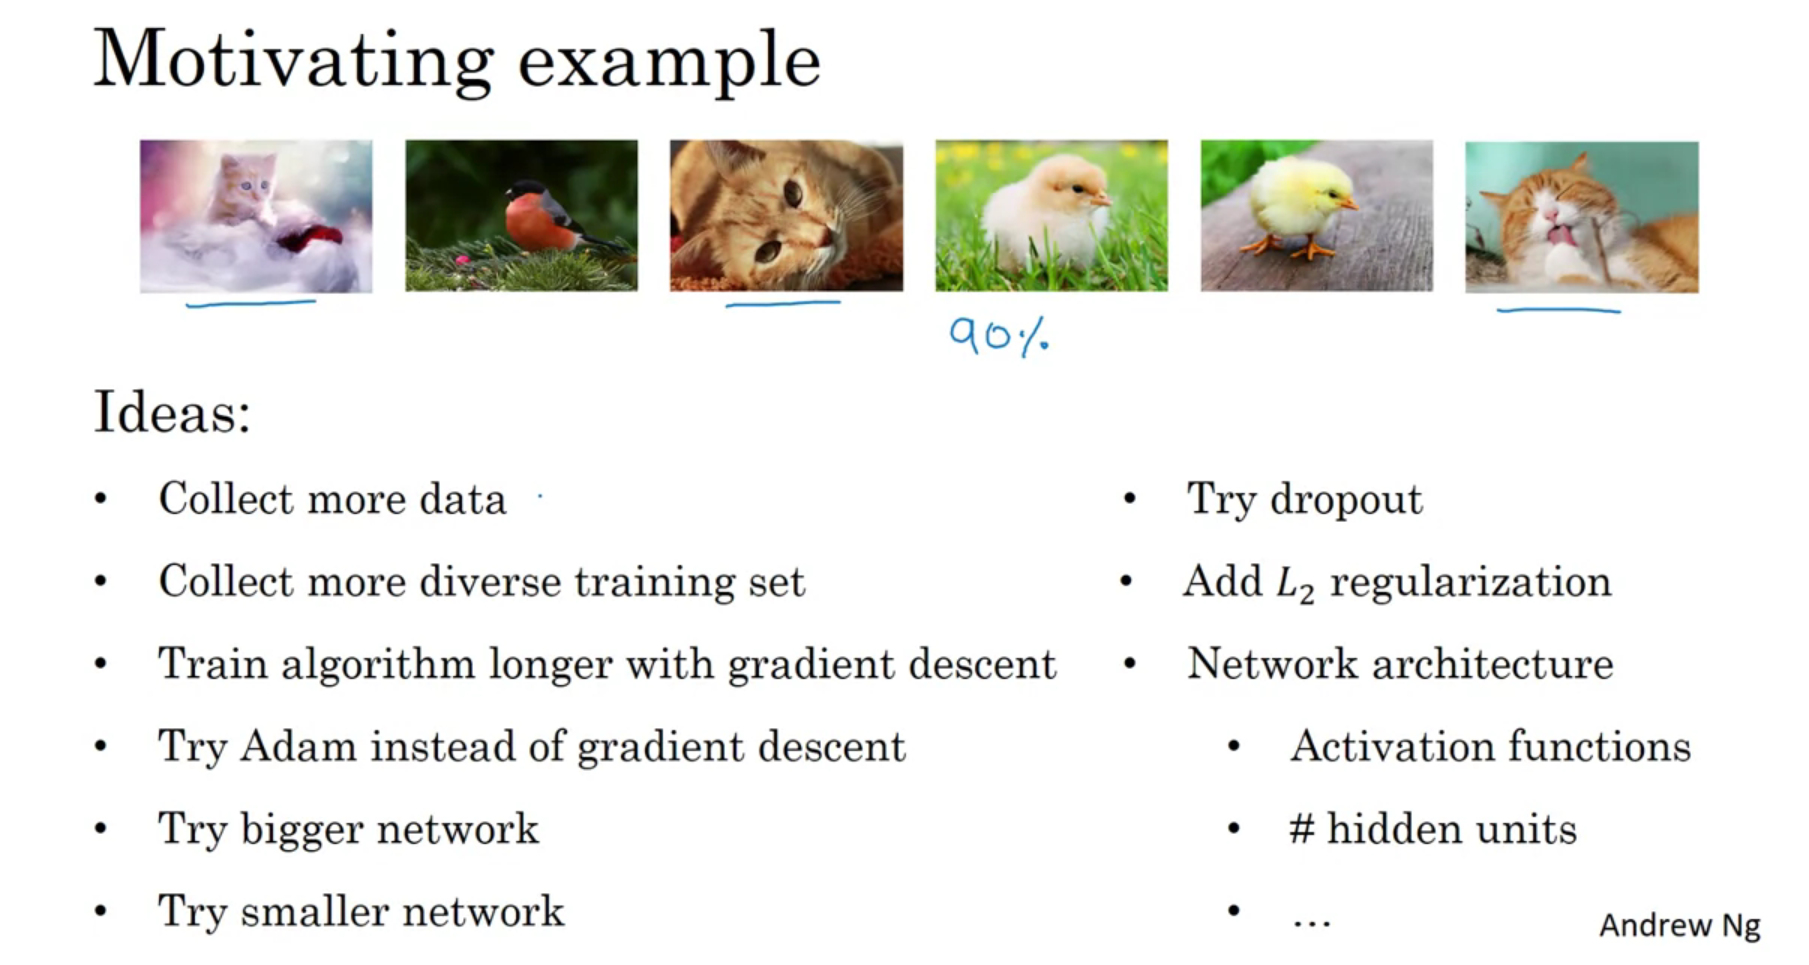 Motivating example
90%
Ideas:
• Collect more data
• Collect more diverse training set
• Train algorithm longer with gradient descent
• Try Adam instead of gradient descent
• Try bigger network
• Try smaller network
• Try dropout
• Add L₂ regularization
• Network architecture
• Activation functions
• # hidden units
• …
Andrew Ng